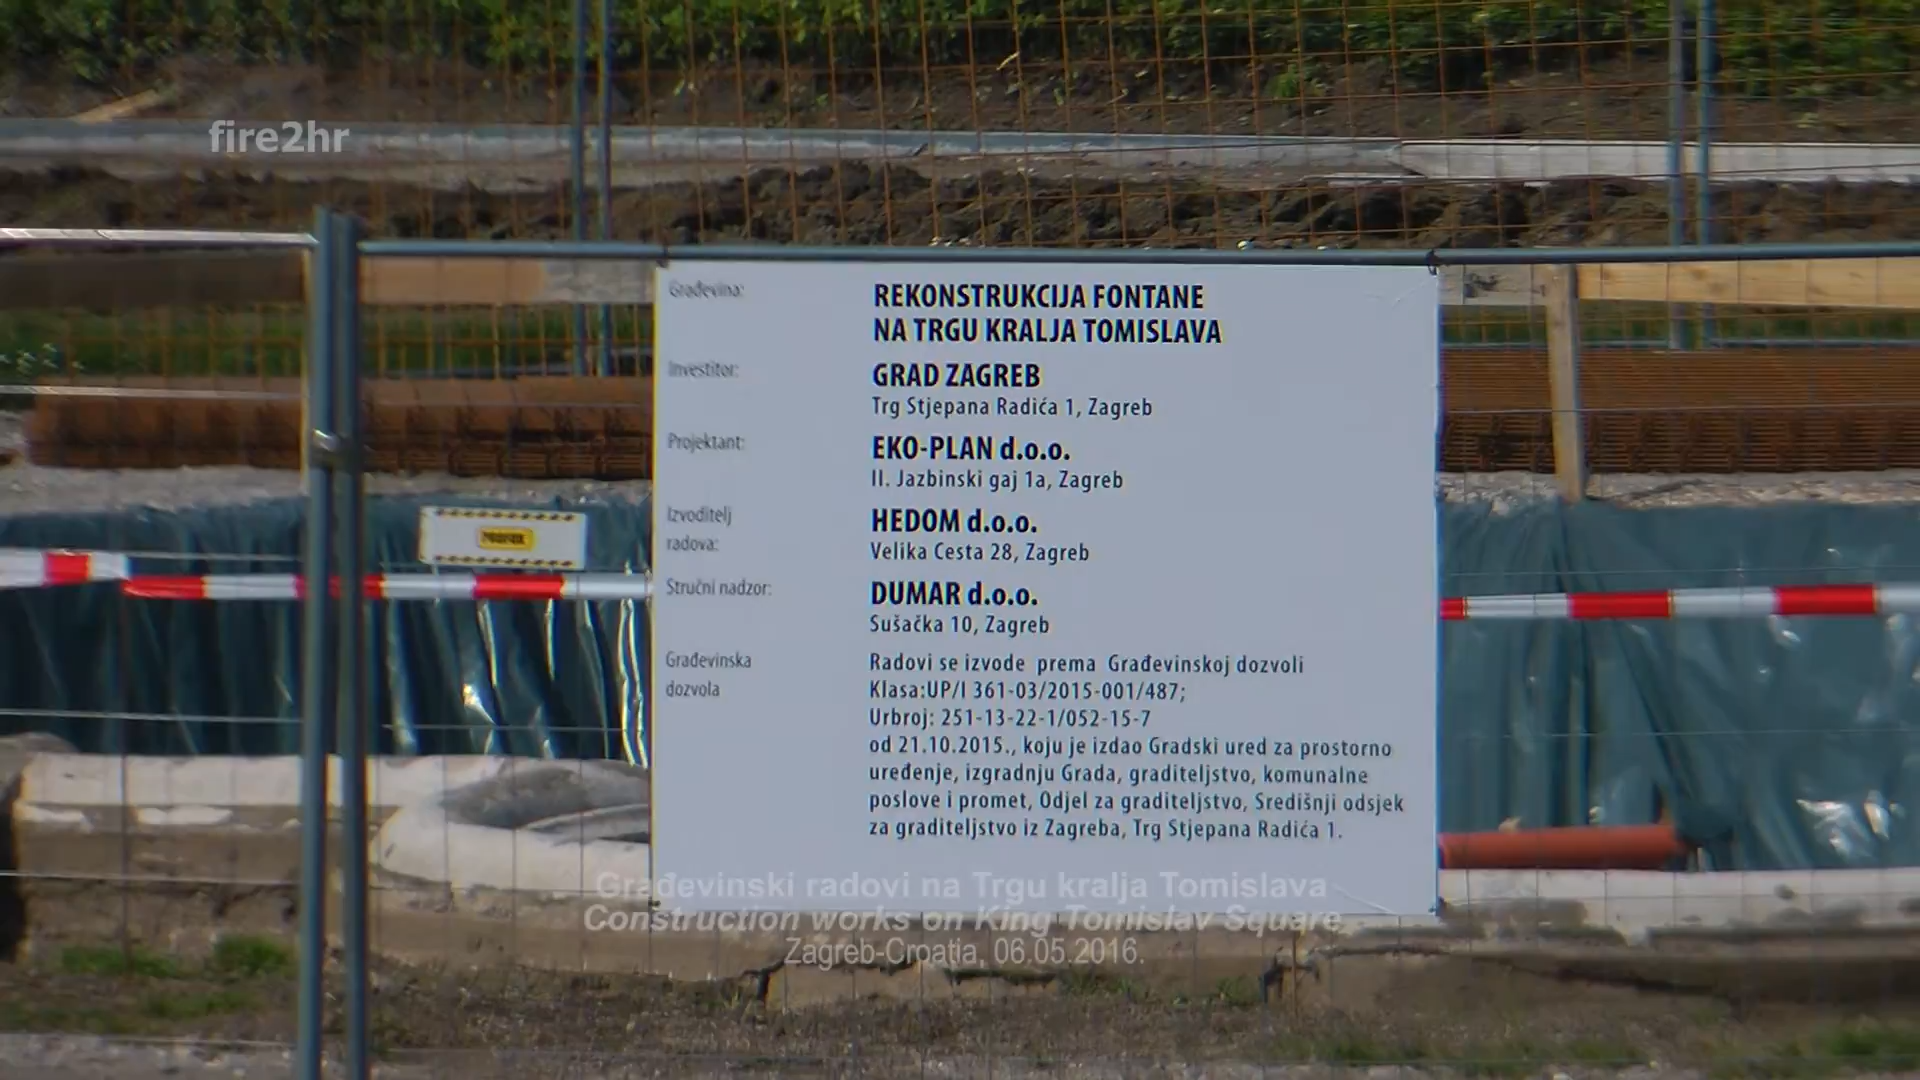 fire2hr
Građevina:
REKONSTRUKCIJA FONTANE
NA TRGU KRALJA TOMISLAVA
Investitor:
GRAD ZAGREB
Trg Stjepana Radića 1, Zagreb
Projektant:
EKO-PLAN d.o.o.
II. Jazbinski gaj 1a, Zagreb
Izvoditelj
radova:
HEDOM d.o.o.
Velika Cesta 28, Zagreb
Stručni nadzor:
DUMAR d.o.o.
Sušačka 10, Zagreb
Građevinska
dozvola
Radovi se izvode prema Građevinskoj dozvoli
Klasa:UP/I 361-03/2015-001/487;
Urbroj: 251-13-22-1/052-15-7
od 21.10.2015., koju je izdao Gradski ured za prostorno
uređenje, izgradnju Grada, graditeljstvo, komunalne
poslove i promet, Odjel za graditeljstvo, Središnji odsjek
za graditeljstvo iz Zagreba, Trg Stjepana Radića 1.
Građevinski radovi na Trgu kralja Tomislava
Construction works on King Tomislav Square
Zagreb-Croatia, 06.05.2016.